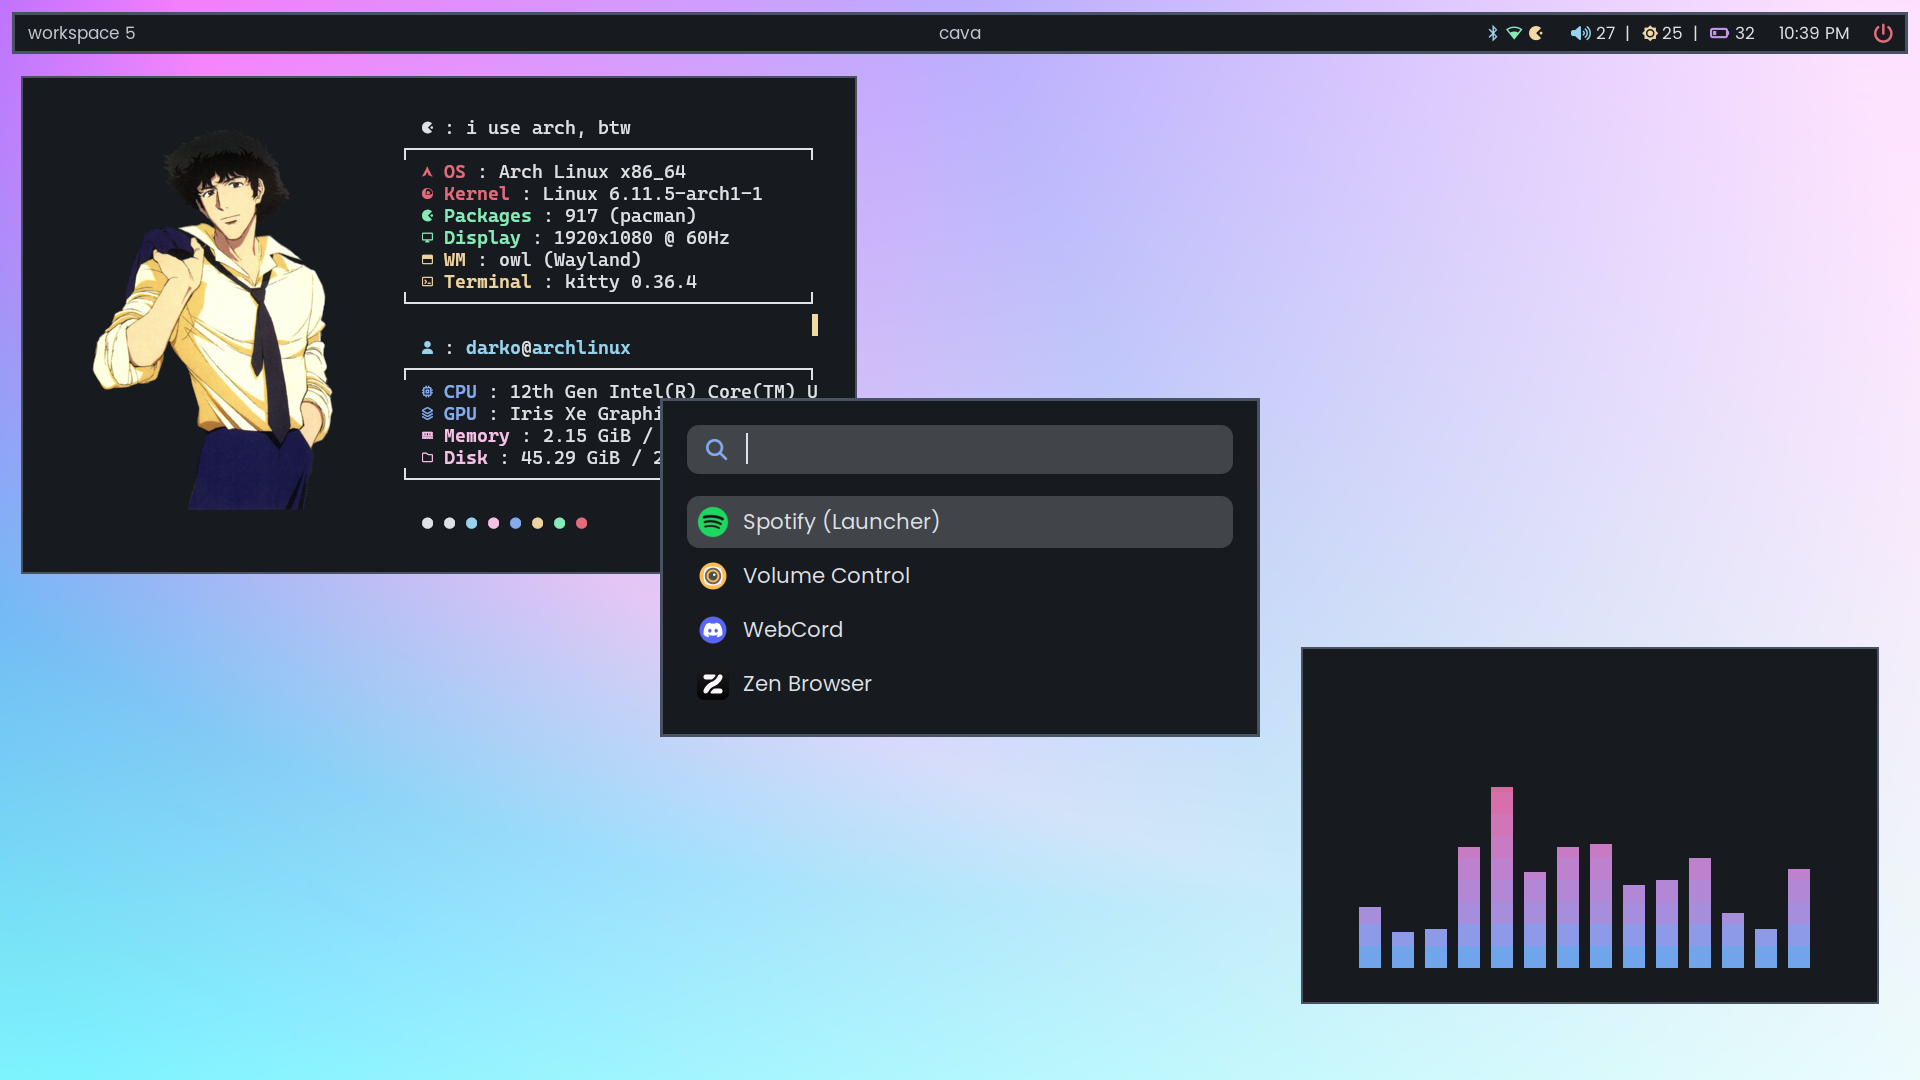 workspace 5
cava
27 | 25 | 32 10:39 PM
: i use arch, btw
OS : Arch Linux x86_64
Kernel : Linux 6.11.5-arch1-1
Packages : 917 (pacman)
Display : 1920x1080 @ 60Hz
WM : owl (Wayland)
Terminal : kitty 0.36.4
: darko@archlinux
CPU : 12th Gen Intel(R) Core(TM) U
GPU : Iris Xe Graphi
Memory : 2.15 GiB /
Disk : 45.29 GiB / 2
Spotify (Launcher)
Volume Control
WebCord
Zen Browser